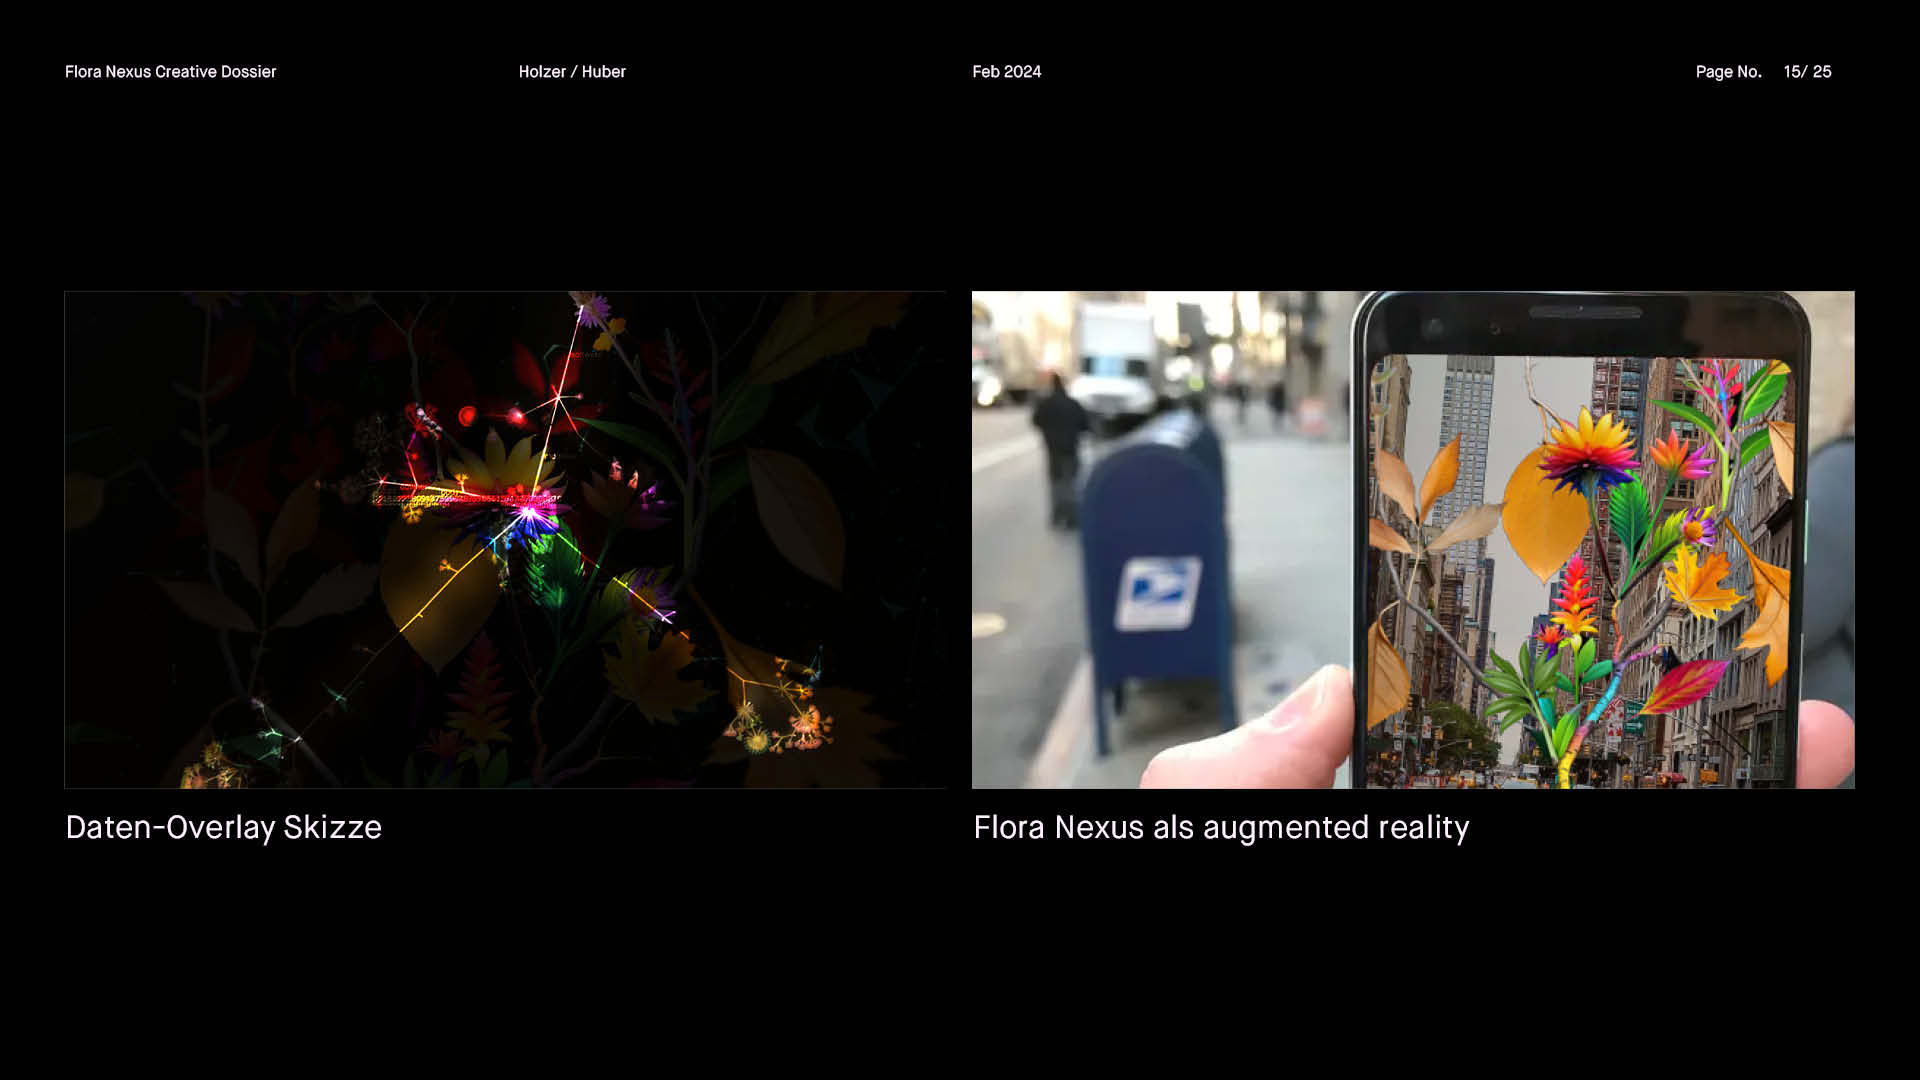 Flora Nexus Creative Dossier
Holzer / Huber
Feb 2024
Page No. 15/ 25
Daten-Overlay Skizze
Flora Nexus als augmented reality